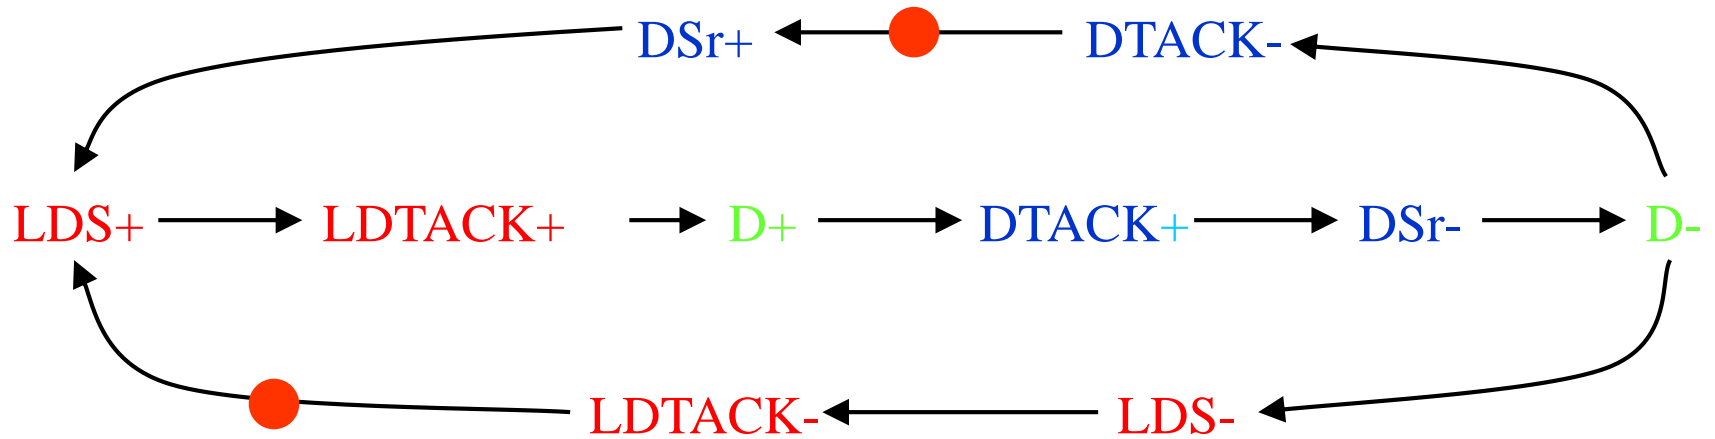 DSr+ DTACK-
LDS+ LDTACK+ D+ DTACK+ DSr- D-
LDTACK- LDS-